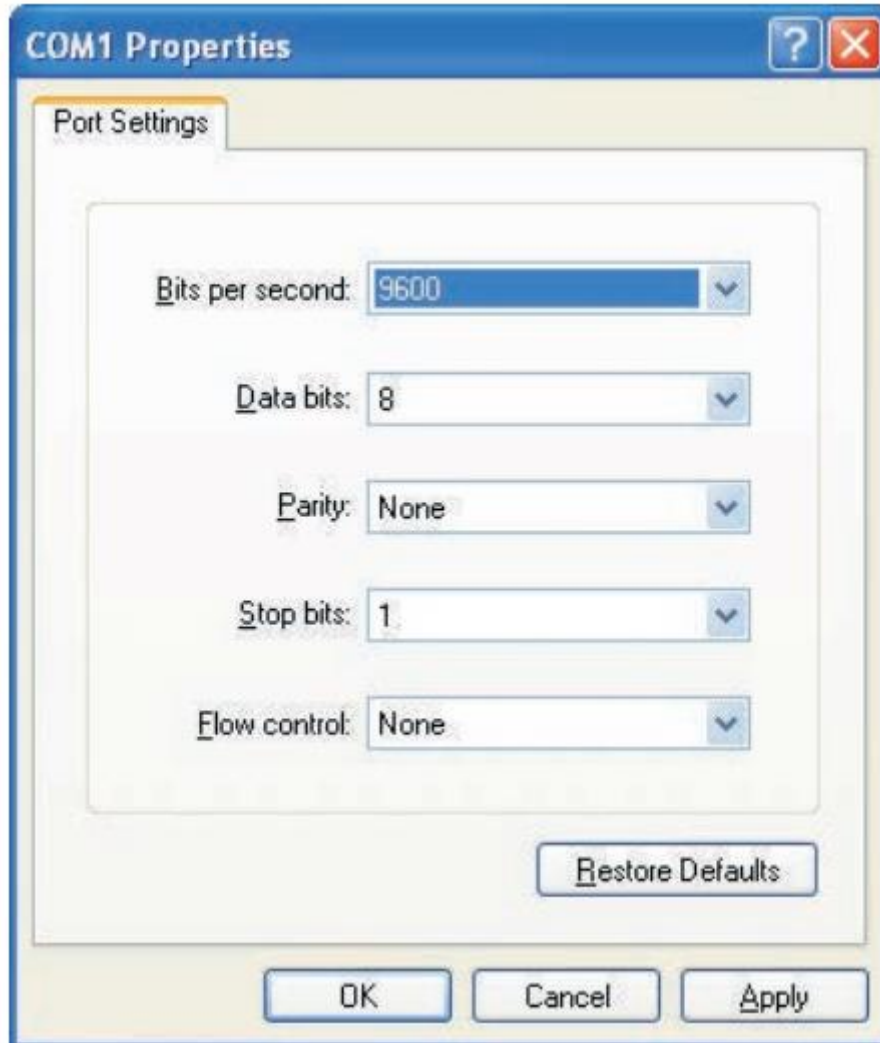 COM1 Properties
Port Settings
Bits per second: 9600
Data bits: 8
Parity: None
Stop bits: 1
Flow control: None
Restore Defaults
OK Cancel Apply